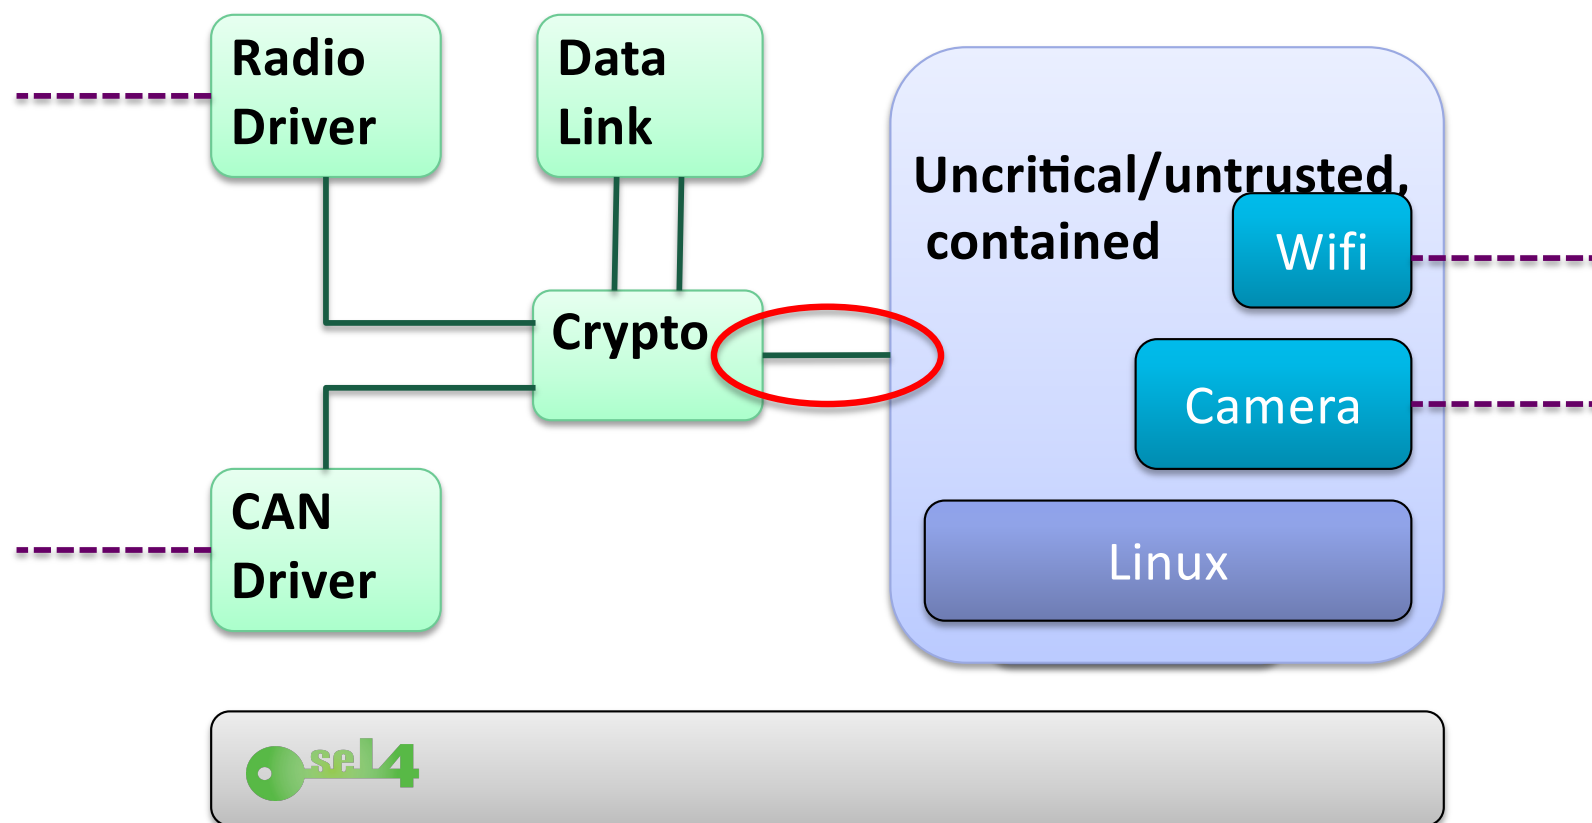 Radio
Driver
Data
Link
Uncritical/untrusted,
contained
Wifi
Crypto
Camera
CAN
Driver
Linux
seL4